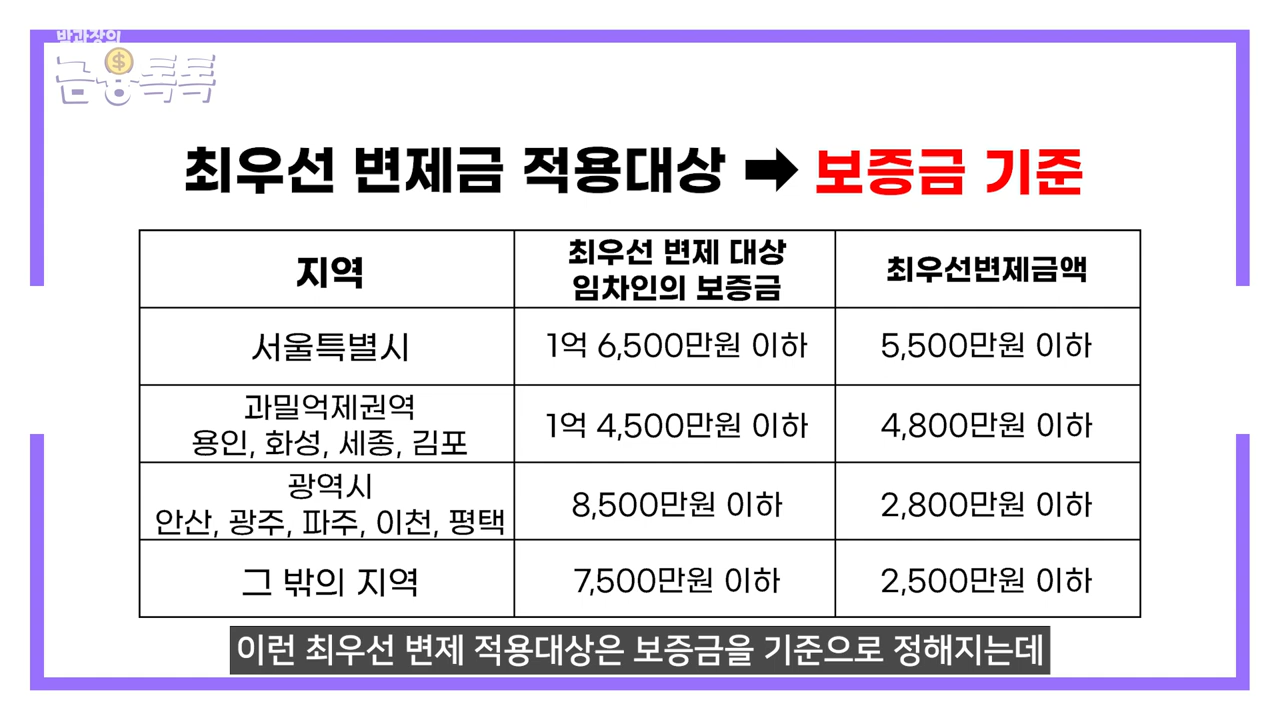 박과장의
금융톡톡
최우선 변제금 적용대상 ➡ 보증금 기준
지역
최우선 변제 대상
임차인의 보증금
최우선변제금액
서울특별시
1억 6,500만원 이하
5,500만원 이하
과밀억제권역
용인, 화성, 세종, 김포
1억 4,500만원 이하
4,800만원 이하
광역시
안산, 광주, 파주, 이천, 평택
8,500만원 이하
2,800만원 이하
그 밖의 지역
7,500만원 이하
2,500만원 이하
이런 최우선 변제 적용대상은 보증금을 기준으로 정해지는데